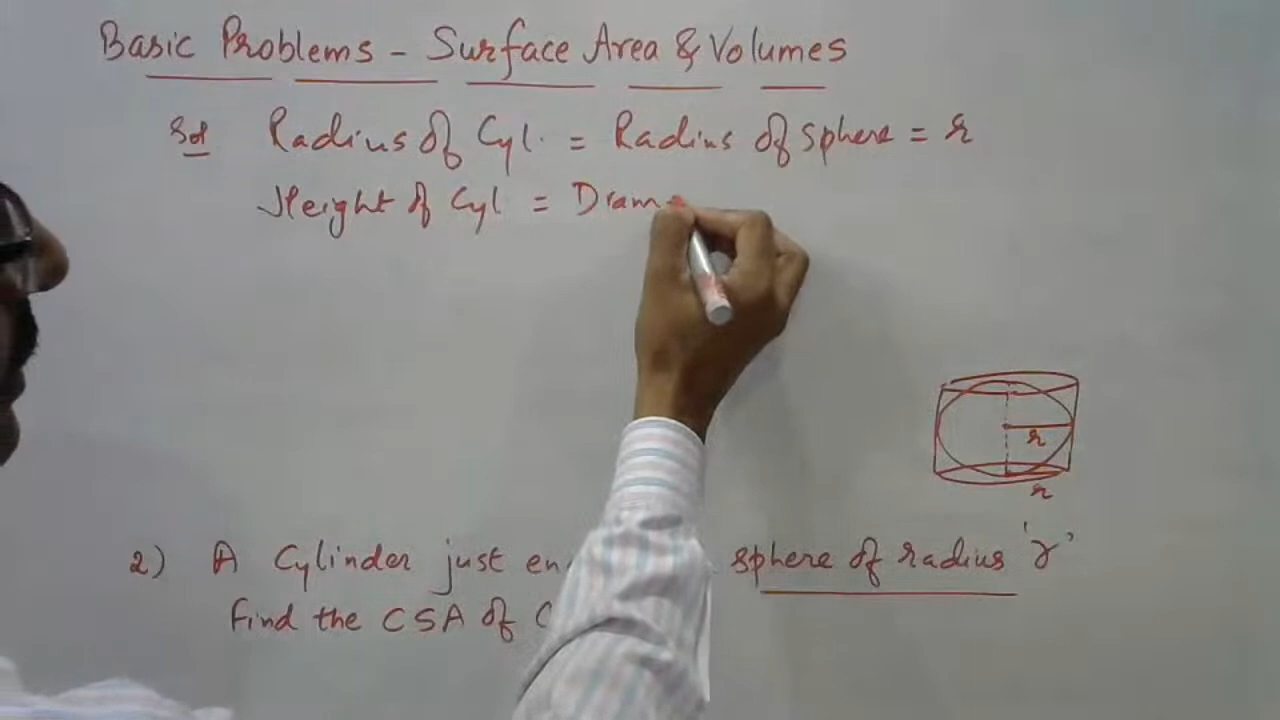 Basic Problems - Surface Area & Volumes
Sol Radius of Cyl. = Radius of sphere = r
Height of Cyl = Diam
r
r
2) A Cylinder just en sphere of radius 'r'
Find the CSA of C